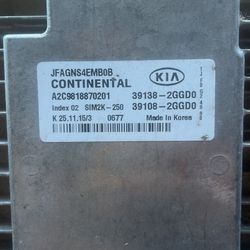 JFAGNS4EMB0B
CONTINENTAL
KIA
A2C9818870201 39138-2GGD0
Index 02 SIM2K-250 39108-2GGD0
K 25.11.15/3 0677 Made in Korea